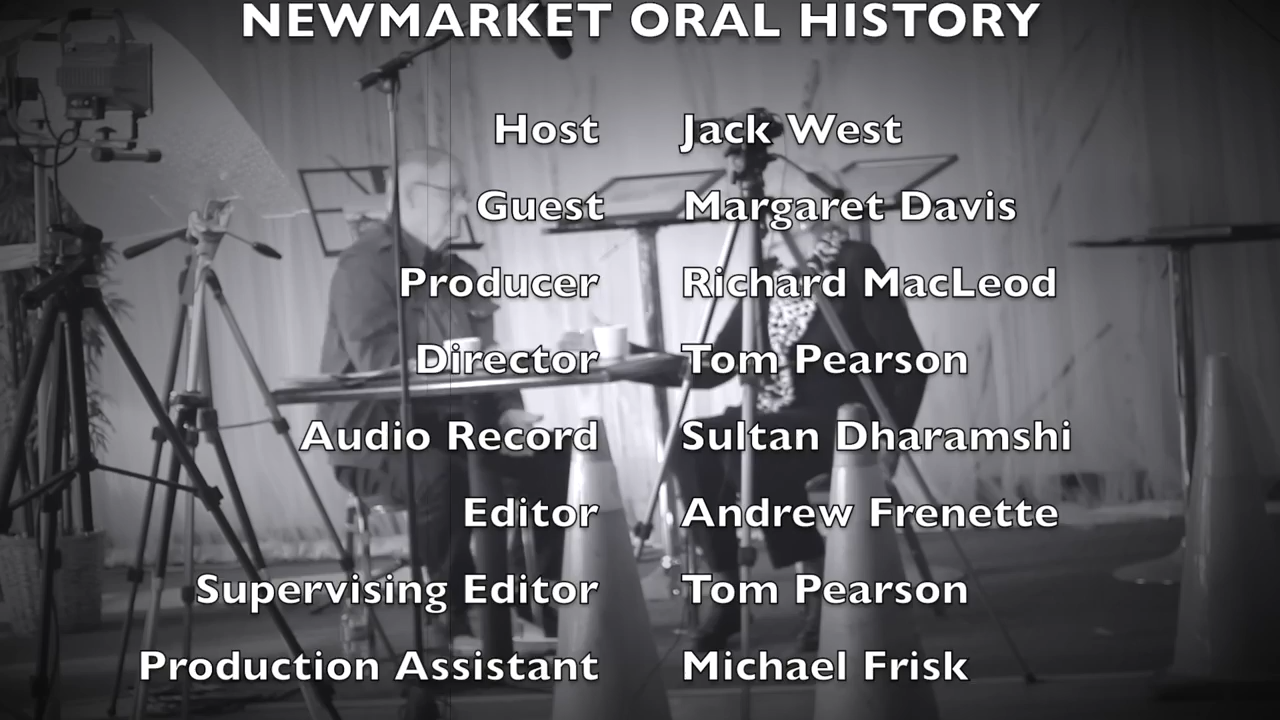 NEWMARKET ORAL HISTORY
Host Jack West
Guest Margaret Davis
Producer Richard MacLeod
Director Tom Pearson
Audio Record Sultan Dharamshi
Editor Andrew Frenette
Supervising Editor Tom Pearson
Production Assistant Michael Frisk